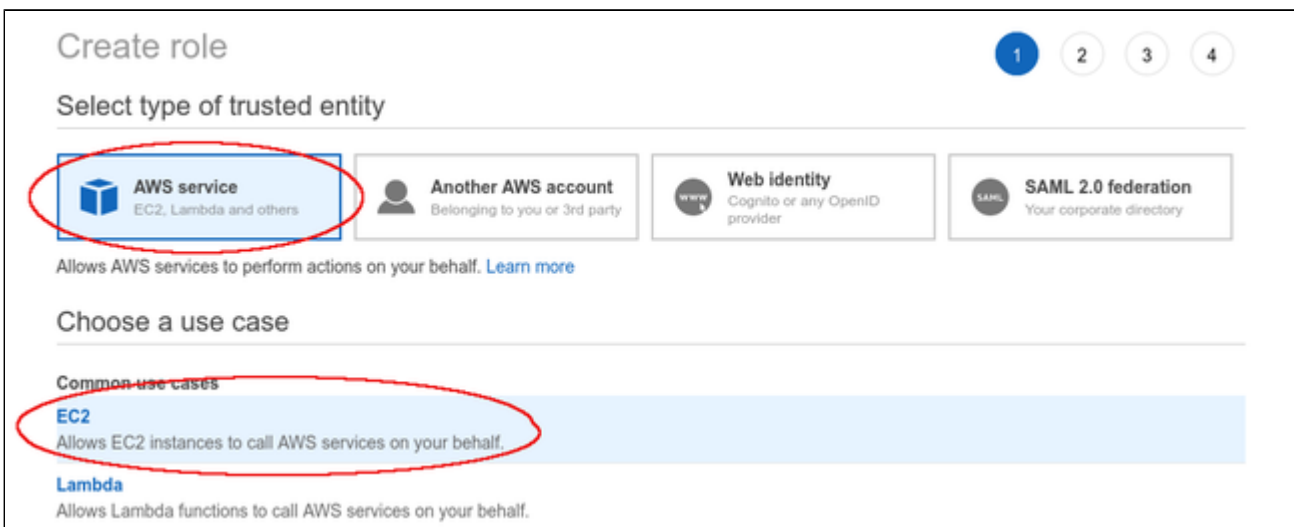 Create role
1 2 3 4
Select type of trusted entity
AWS service
EC2, Lambda and others
Another AWS account
Belonging to you or 3rd party
www
Web identity
Cognito or any OpenID
provider
SAML
SAML 2.0 federation
Your corporate directory
Allows AWS services to perform actions on your behalf. Learn more
Choose a use case
Common use cases
EC2
Allows EC2 instances to call AWS services on your behalf.
Lambda
Allows Lambda functions to call AWS services on your behalf.